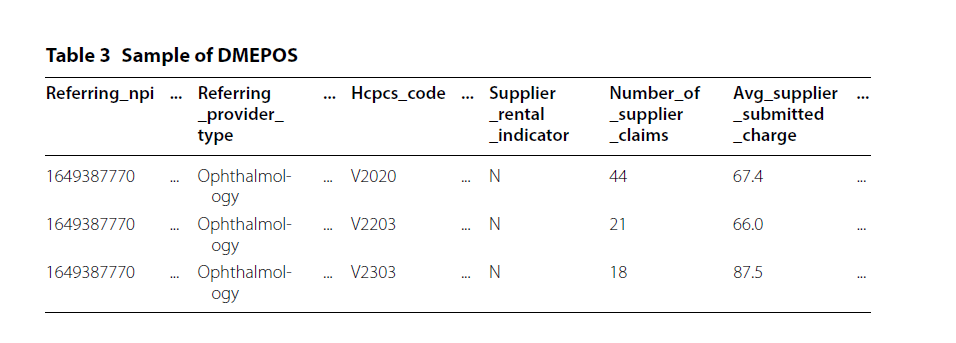 Table 3 Sample of DMEPOS
Referring_npi ... Referring ... Hcpcs_code ... Supplier Number_of Avg_supplier ...
_provider_ _rental _supplier _submitted
type _indicator _claims _charge
1649387770 ... Ophthalmol- ... V2020 ... N 44 67.4 ...
ogy
1649387770 ... Ophthalmol- ... V2203 ... N 21 66.0 ...
ogy
1649387770 ... Ophthalmol- ... V2303 ... N 18 87.5 ...
ogy